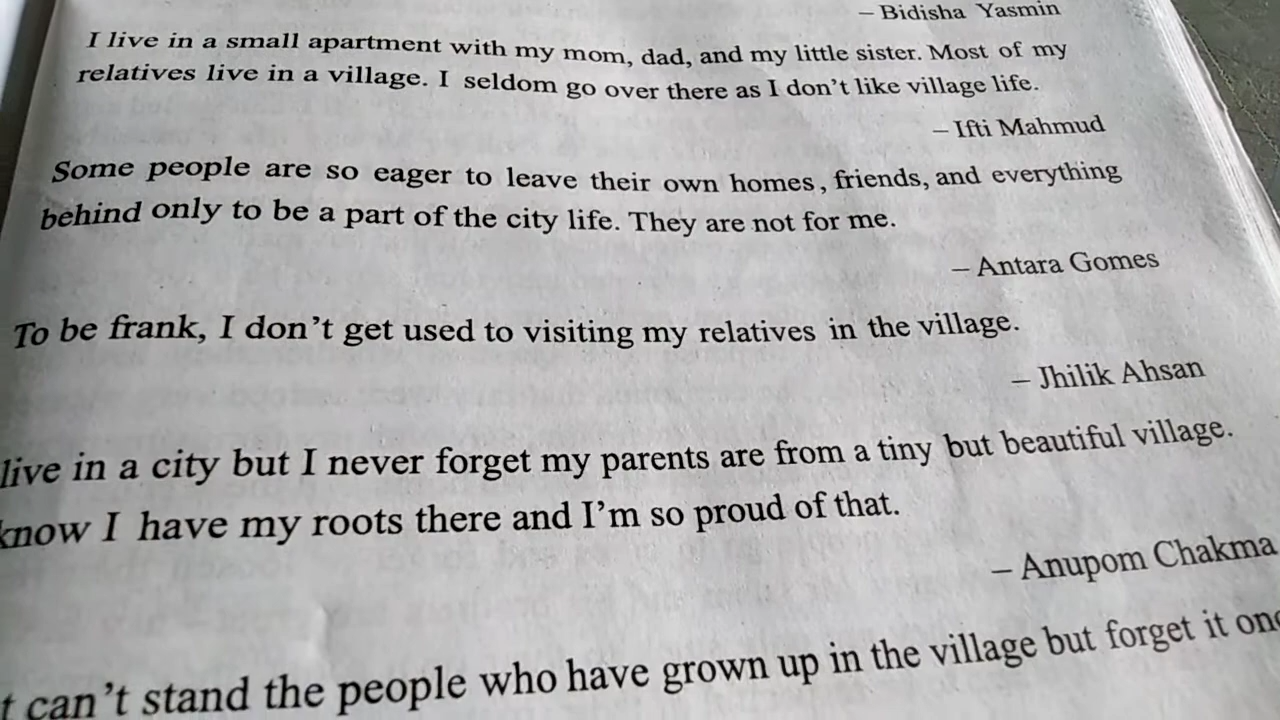 – Bidisha Yasmin
I live in a small apartment with my mom, dad, and my little sister. Most of my
relatives live in a village. I seldom go over there as I don't like village life.
– Ifti Mahmud
Some people are so eager to leave their own homes, friends, and everything
behind only to be a part of the city life. They are not for me.
– Antara Gomes
To be frank, I don't get used to visiting my relatives in the village.
– Jhilik Ahsan
live in a city but I never forget my parents are from a tiny but beautiful village.
know I have my roots there and I'm so proud of that.
– Anupom Chakma
can't stand the people who have grown up in the village but forget it